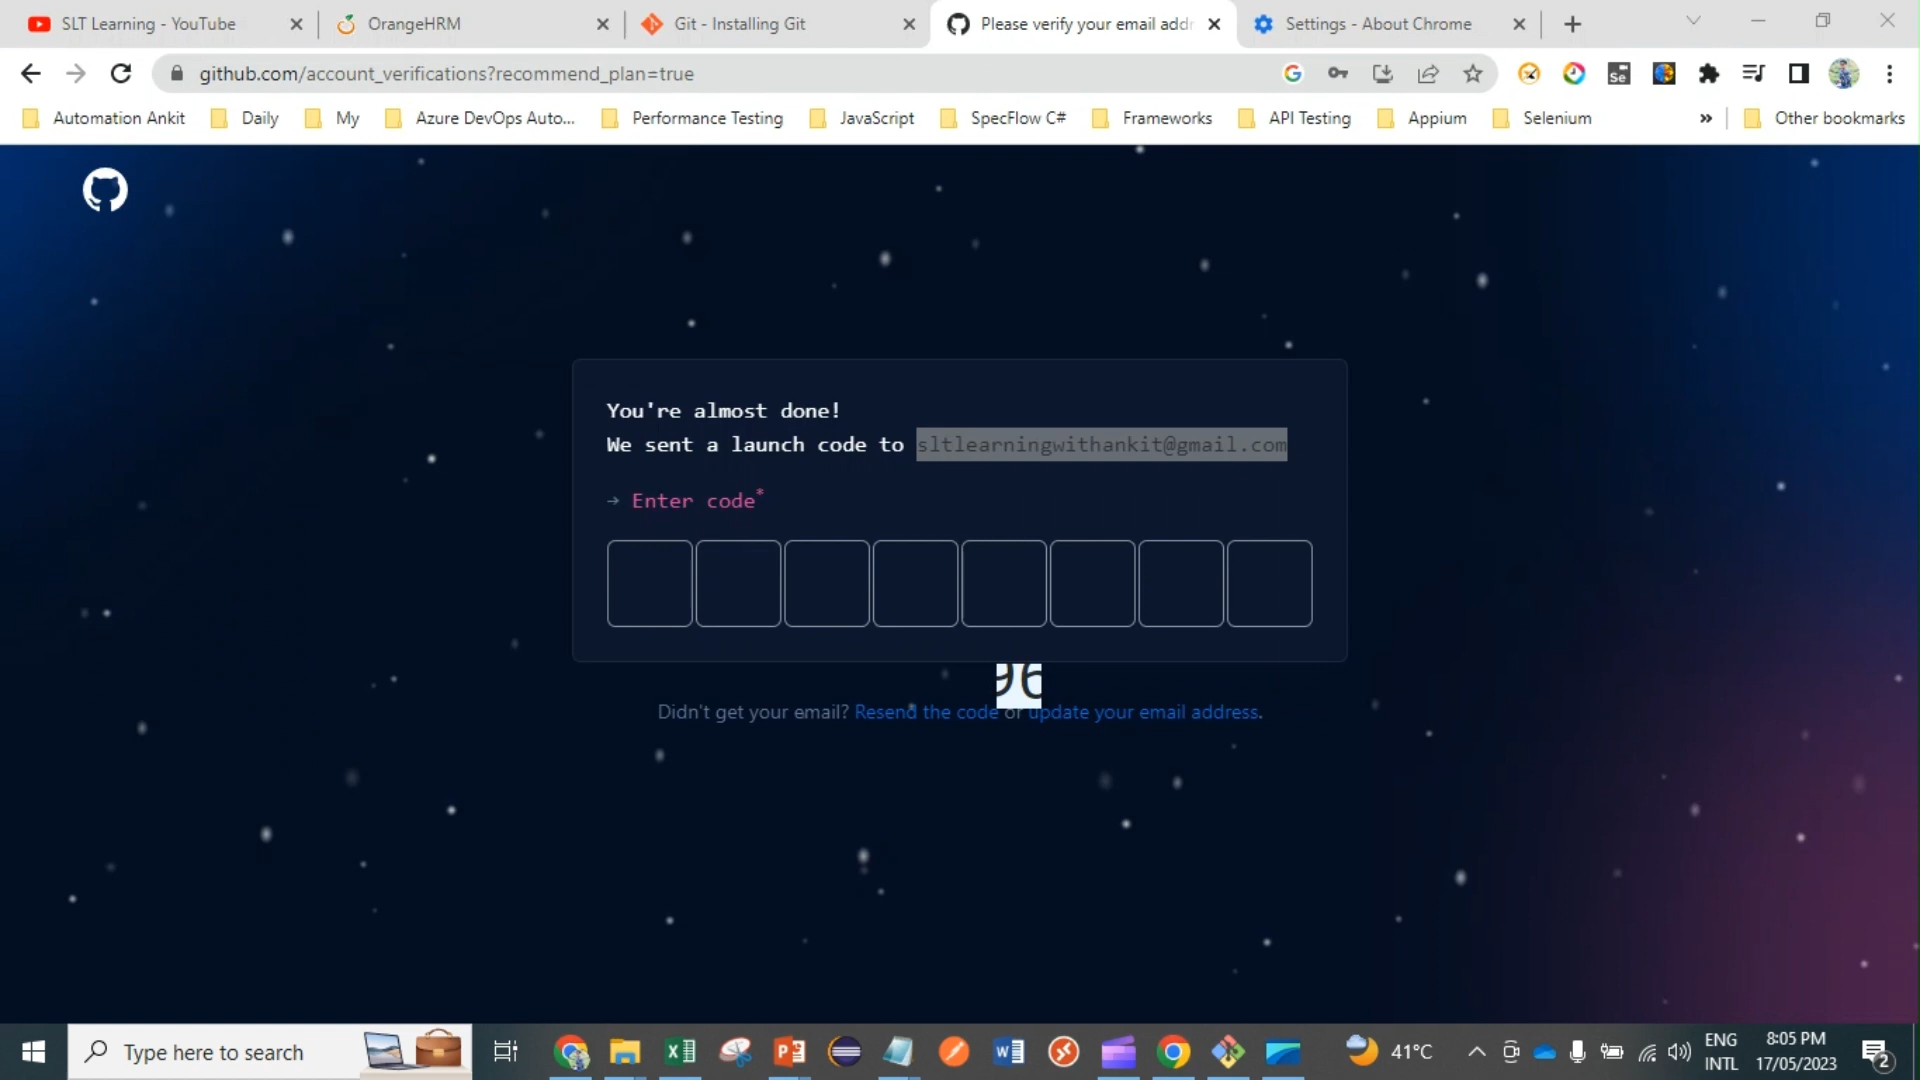 SLT Learning - YouTube
OrangeHRM
Git - Installing Git
Please verify your email addr
Settings - About Chrome
github.com/account_verifications?recommend_plan=true
Se
Automation Ankit
Daily
My
Azure DevOps Auto...
Performance Testing
JavaScript
SpecFlow C#
Frameworks
API Testing
Appium
Selenium
»
Other bookmarks
You're almost done!
We sent a launch code to sltlearningwithankit@gmail.com
→ Enter code*
96
Didn't get your email? Resend the code or update your email address.
Type here to search
41°C
ENG
INTL
8:05 PM
17/05/2023
2